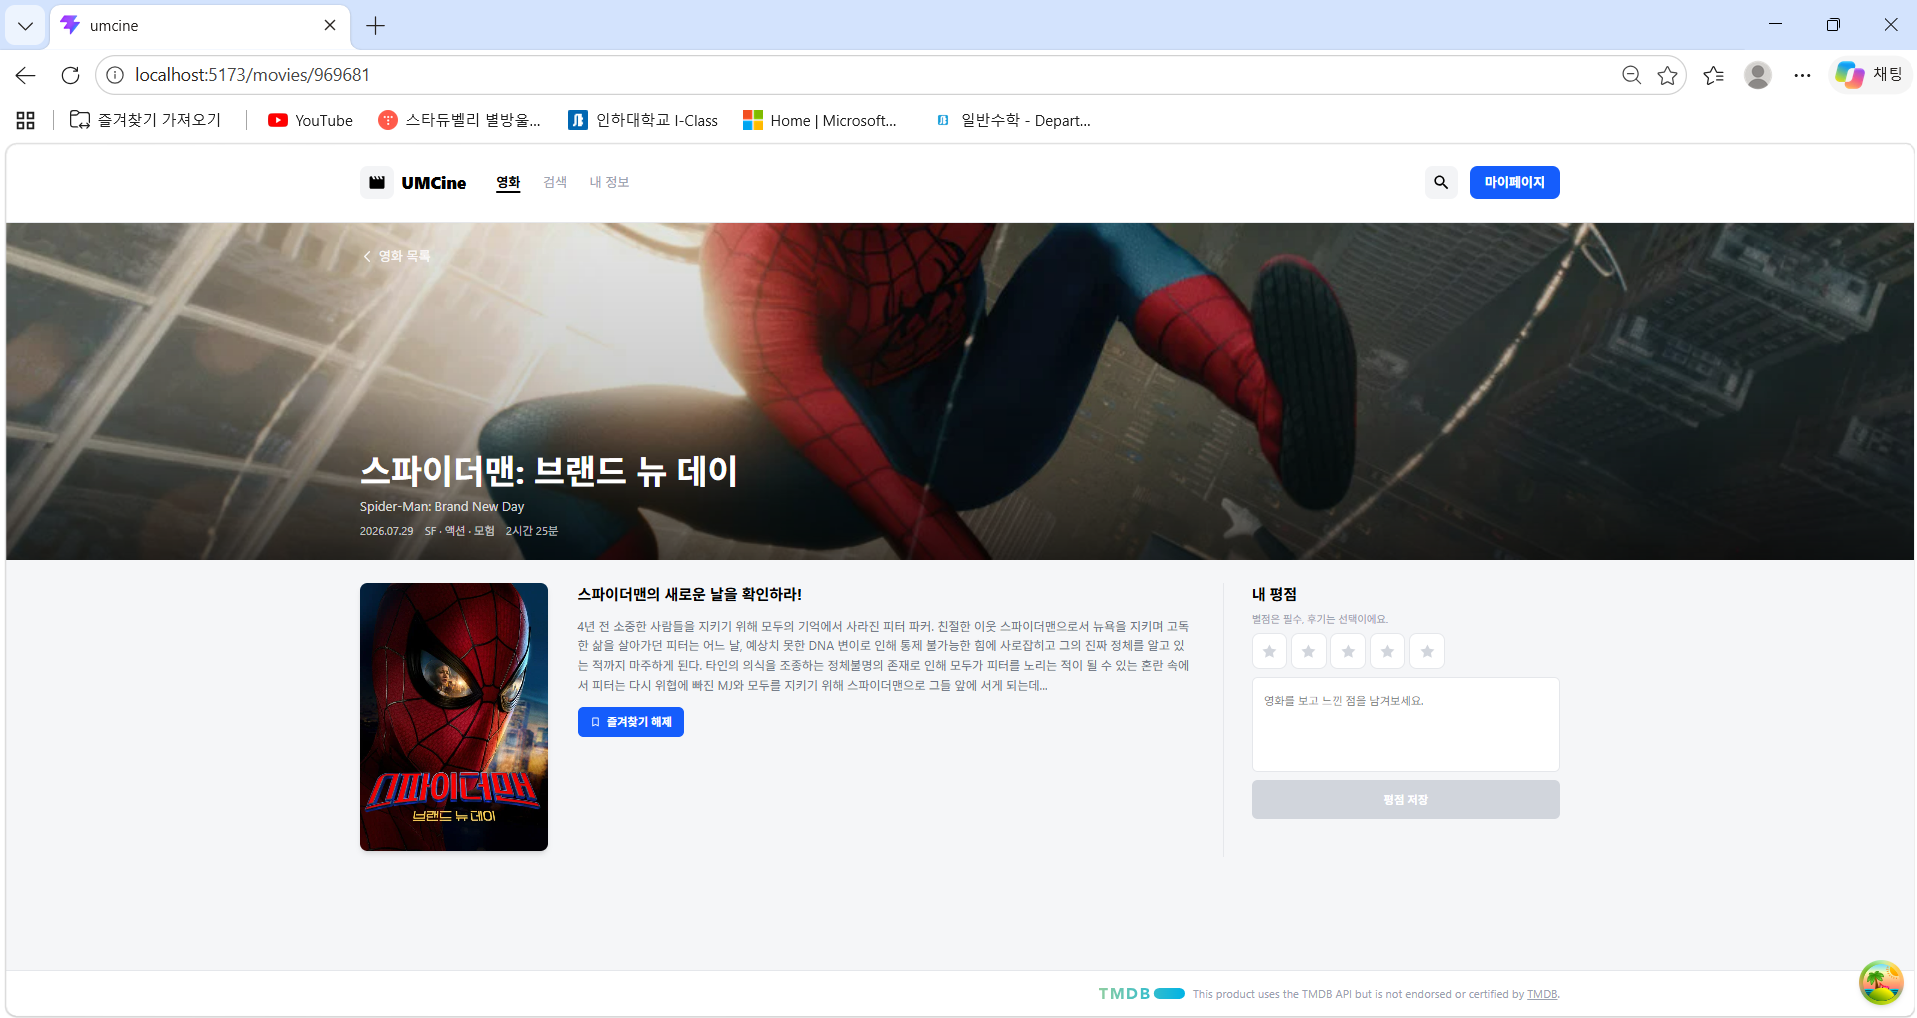 umcine
localhost:5173/movies/969681
채팅
즐겨찾기 가져오기
YouTube
스타듀밸리 별방울...
인하대학교 I-Class
Home | Microsoft...
일반수학 - Depart...
UMCine
영화
검색
내 정보
마이페이지
영화 목록
스파이더맨: 브랜드 뉴 데이
Spider-Man: Brand New Day
2026.07.29 SF · 액션 · 모험 2시간 25분
스파이더맨
브랜드 뉴 데이
스파이더맨의 새로운 날을 확인하라!
4년 전 소중한 사람들을 지키기 위해 모두의 기억에서 사라진 피터 파커. 친절한 이웃 스파이더맨으로서 뉴욕을 지키며 고독
한 삶을 살아가던 피터는 어느 날, 예상치 못한 DNA 변이로 인해 통제 불가능한 힘에 사로잡히고 그의 진짜 정체를 알고 있
는 적까지 마주하게 된다. 타인의 의식을 조종하는 정체불명의 존재로 인해 모두가 피터를 노리는 적이 될 수 있는 혼란 속에
서 피터는 다시 위협에 빠진 MJ와 모두를 지키기 위해 스파이더맨으로 그들 앞에 서게 되는데...
즐겨찾기 해제
내 평점
별점은 필수, 후기는 선택이에요.
영화를 보고 느낀 점을 남겨보세요.
평점 저장
TMDB
This product uses the TMDB API but is not endorsed or certified by TMDB.